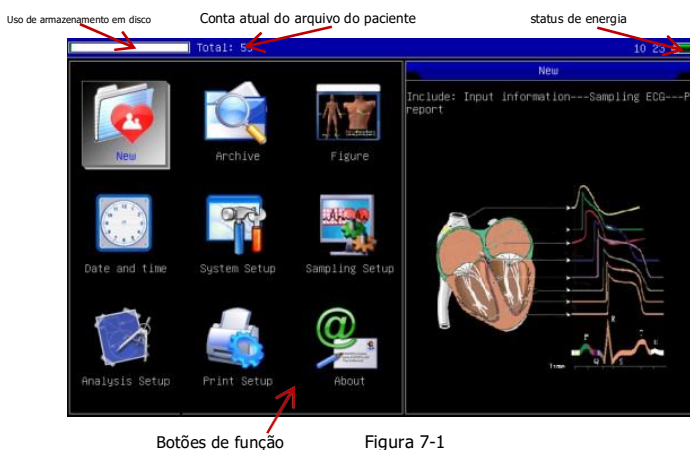 Uso de armazenamento em disco Conta atual do arquivo do paciente status de energia
Total: 53
10 23
New
Include: Input information---Sampling ECG---P
report
New Archive Figure
Date and time System Setup Sampling Setup
Analysis Setup Print Setup About
R
P T U
Q S
Time
Botões de função Figura 7-1